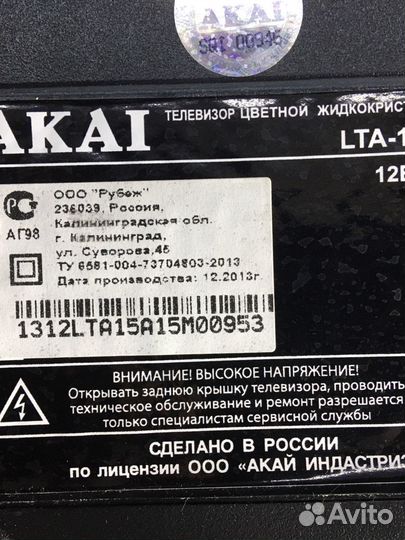 AKAI
SQT 00946
AKAI
ТЕЛЕВИЗОР ЦВЕТНОЙ ЖИДКОКРИСТ
LTA-1
12В
ООО "Рубеж"
236039, Россия,
Калининградская обл.
г. Калининград,
ул. Суворова,45
ТУ 6581-004-73704803-2013
Дата производства: 12.2013г.
АГ98
1312LTA15A15M00953
ВНИМАНИЕ! ВЫСОКОЕ НАПРЯЖЕНИЕ!
Открывать заднюю крышку телевизора, проводить
техническое обслуживание и ремонт разрешается
только специалистам сервисной службы
СДЕЛАНО В РОССИИ
по лицензии ООО «АКАЙ ИНДАСТРИЗ
Avito